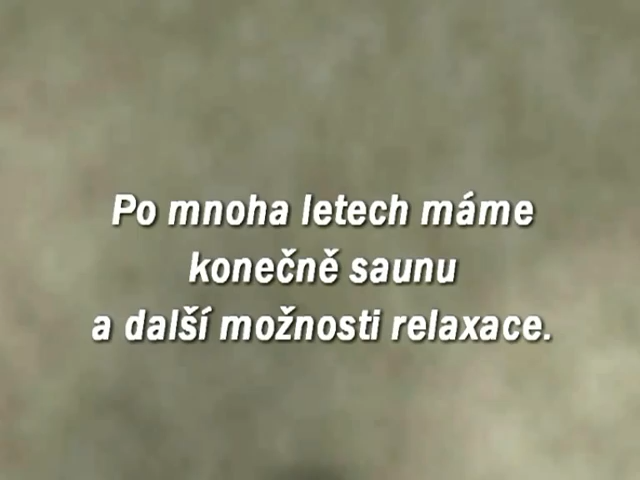 Po mnoha letech máme
konečně saunu
a další možnosti relaxace.